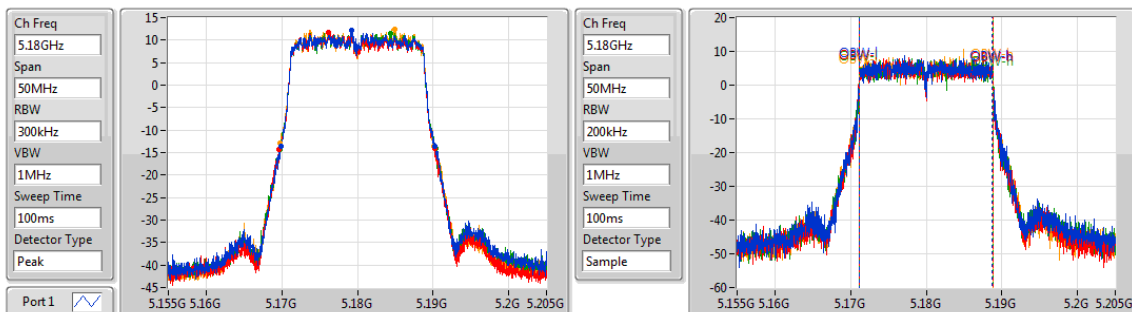 Ch Freq
5.18GHz
Span
50MHz
RBW
300kHz
VBW
1MHz
Sweep Time
100ms
Detector Type
Peak
Port 1
15
10
5
0
-5
-10
-15
-20
-25
-30
-35
-40
-45
5.155G 5.16G 5.17G 5.18G 5.19G 5.2G 5.205G
Ch Freq
5.18GHz
Span
50MHz
RBW
200kHz
VBW
1MHz
Sweep Time
100ms
Detector Type
Sample
20
10
0
-10
-20
-30
-40
-50
-60
OBW-l OBW-h
5.155G 5.16G 5.17G 5.18G 5.19G 5.2G 5.205G